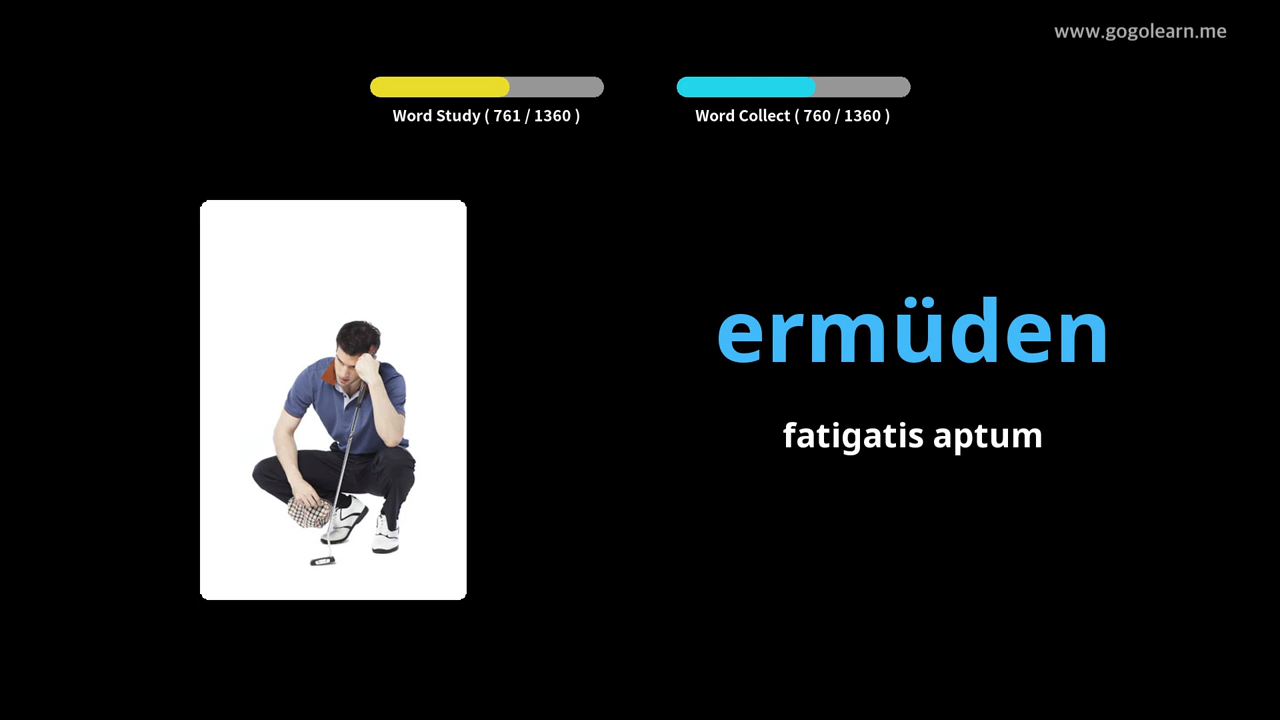 www.gogolearn.me
Word Study ( 761 / 1360 )
Word Collect ( 760 / 1360 )
ermüden
fatigatis aptum